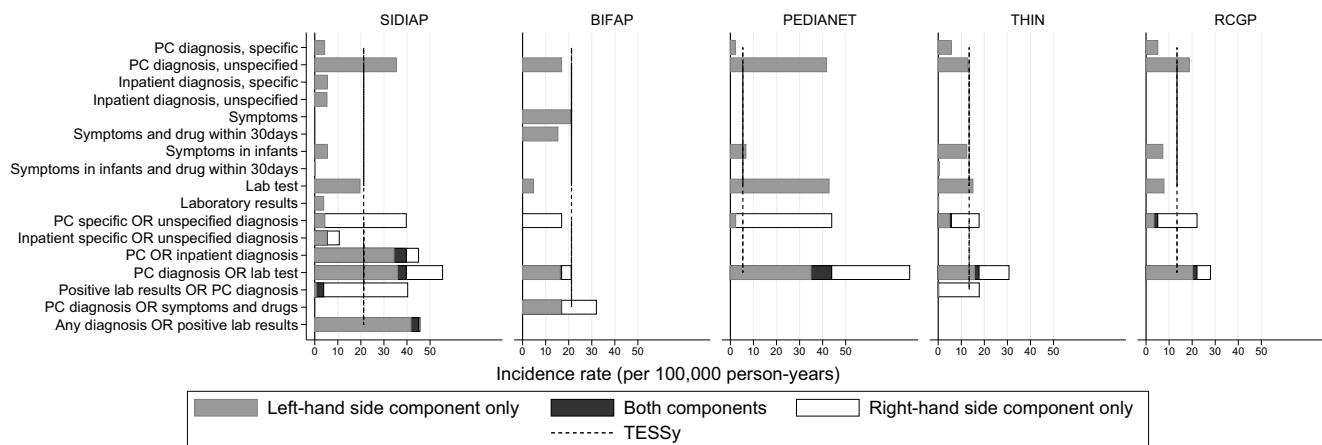 SIDIAP BIFAP PEDIANET THIN RCGP
PC diagnosis, specific
PC diagnosis, unspecified
Inpatient diagnosis, specific
Inpatient diagnosis, unspecified
Symptoms
Symptoms and drug within 30days
Symptoms in infants
Symptoms in infants and drug within 30days
Lab test
Laboratory results
PC specific OR unspecified diagnosis
Inpatient specific OR unspecified diagnosis
PC OR inpatient diagnosis
PC diagnosis OR lab test
Positive lab results OR PC diagnosis
PC diagnosis OR symptoms and drugs
Any diagnosis OR positive lab results
0 10 20 30 40 50 0 10 20 30 40 50 0 10 20 30 40 50 0 10 20 30 40 50 0 10 20 30 40 50
Incidence rate (per 100,000 person-years)
Left-hand side component only Both components Right-hand side component only
TESSy